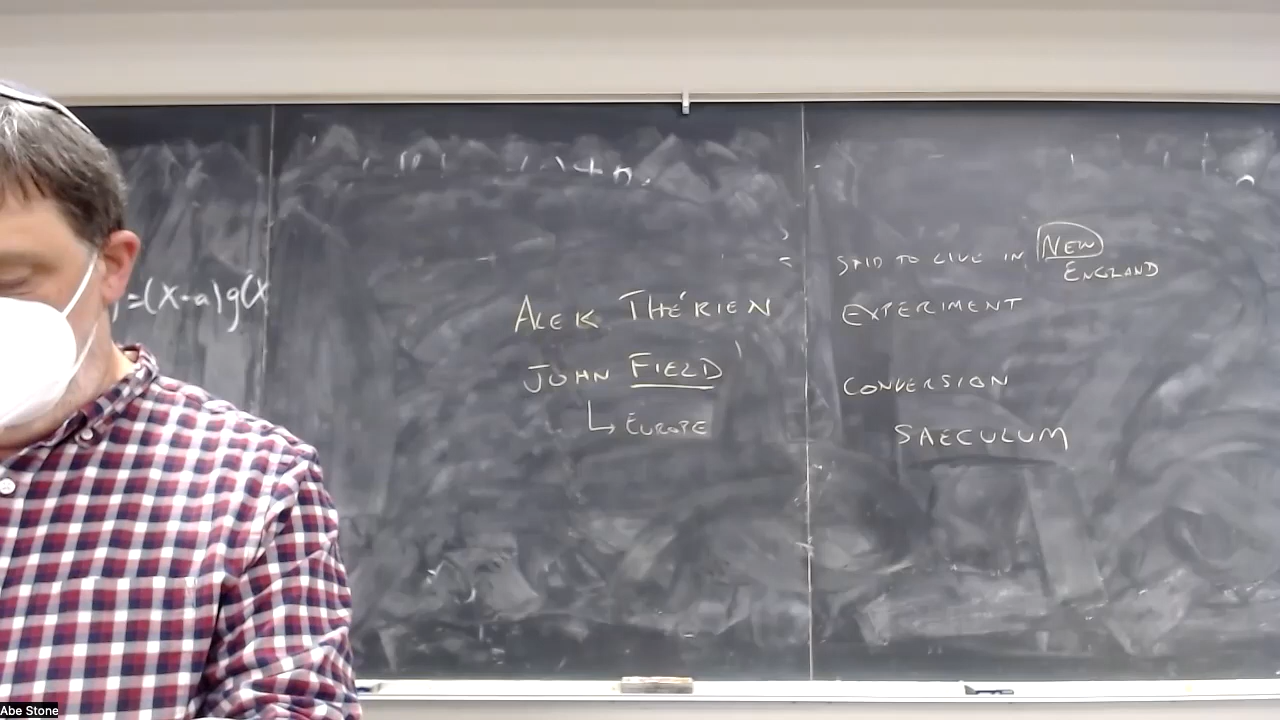 =(x-a)g(x
ALEK THÉRIEN
JOHN FIELD
↳ EUROPE
SAID TO LIVE IN NEW
ENGLAND
EXPERIMENT
CONVERSION
SAECULUM
Abe Stone